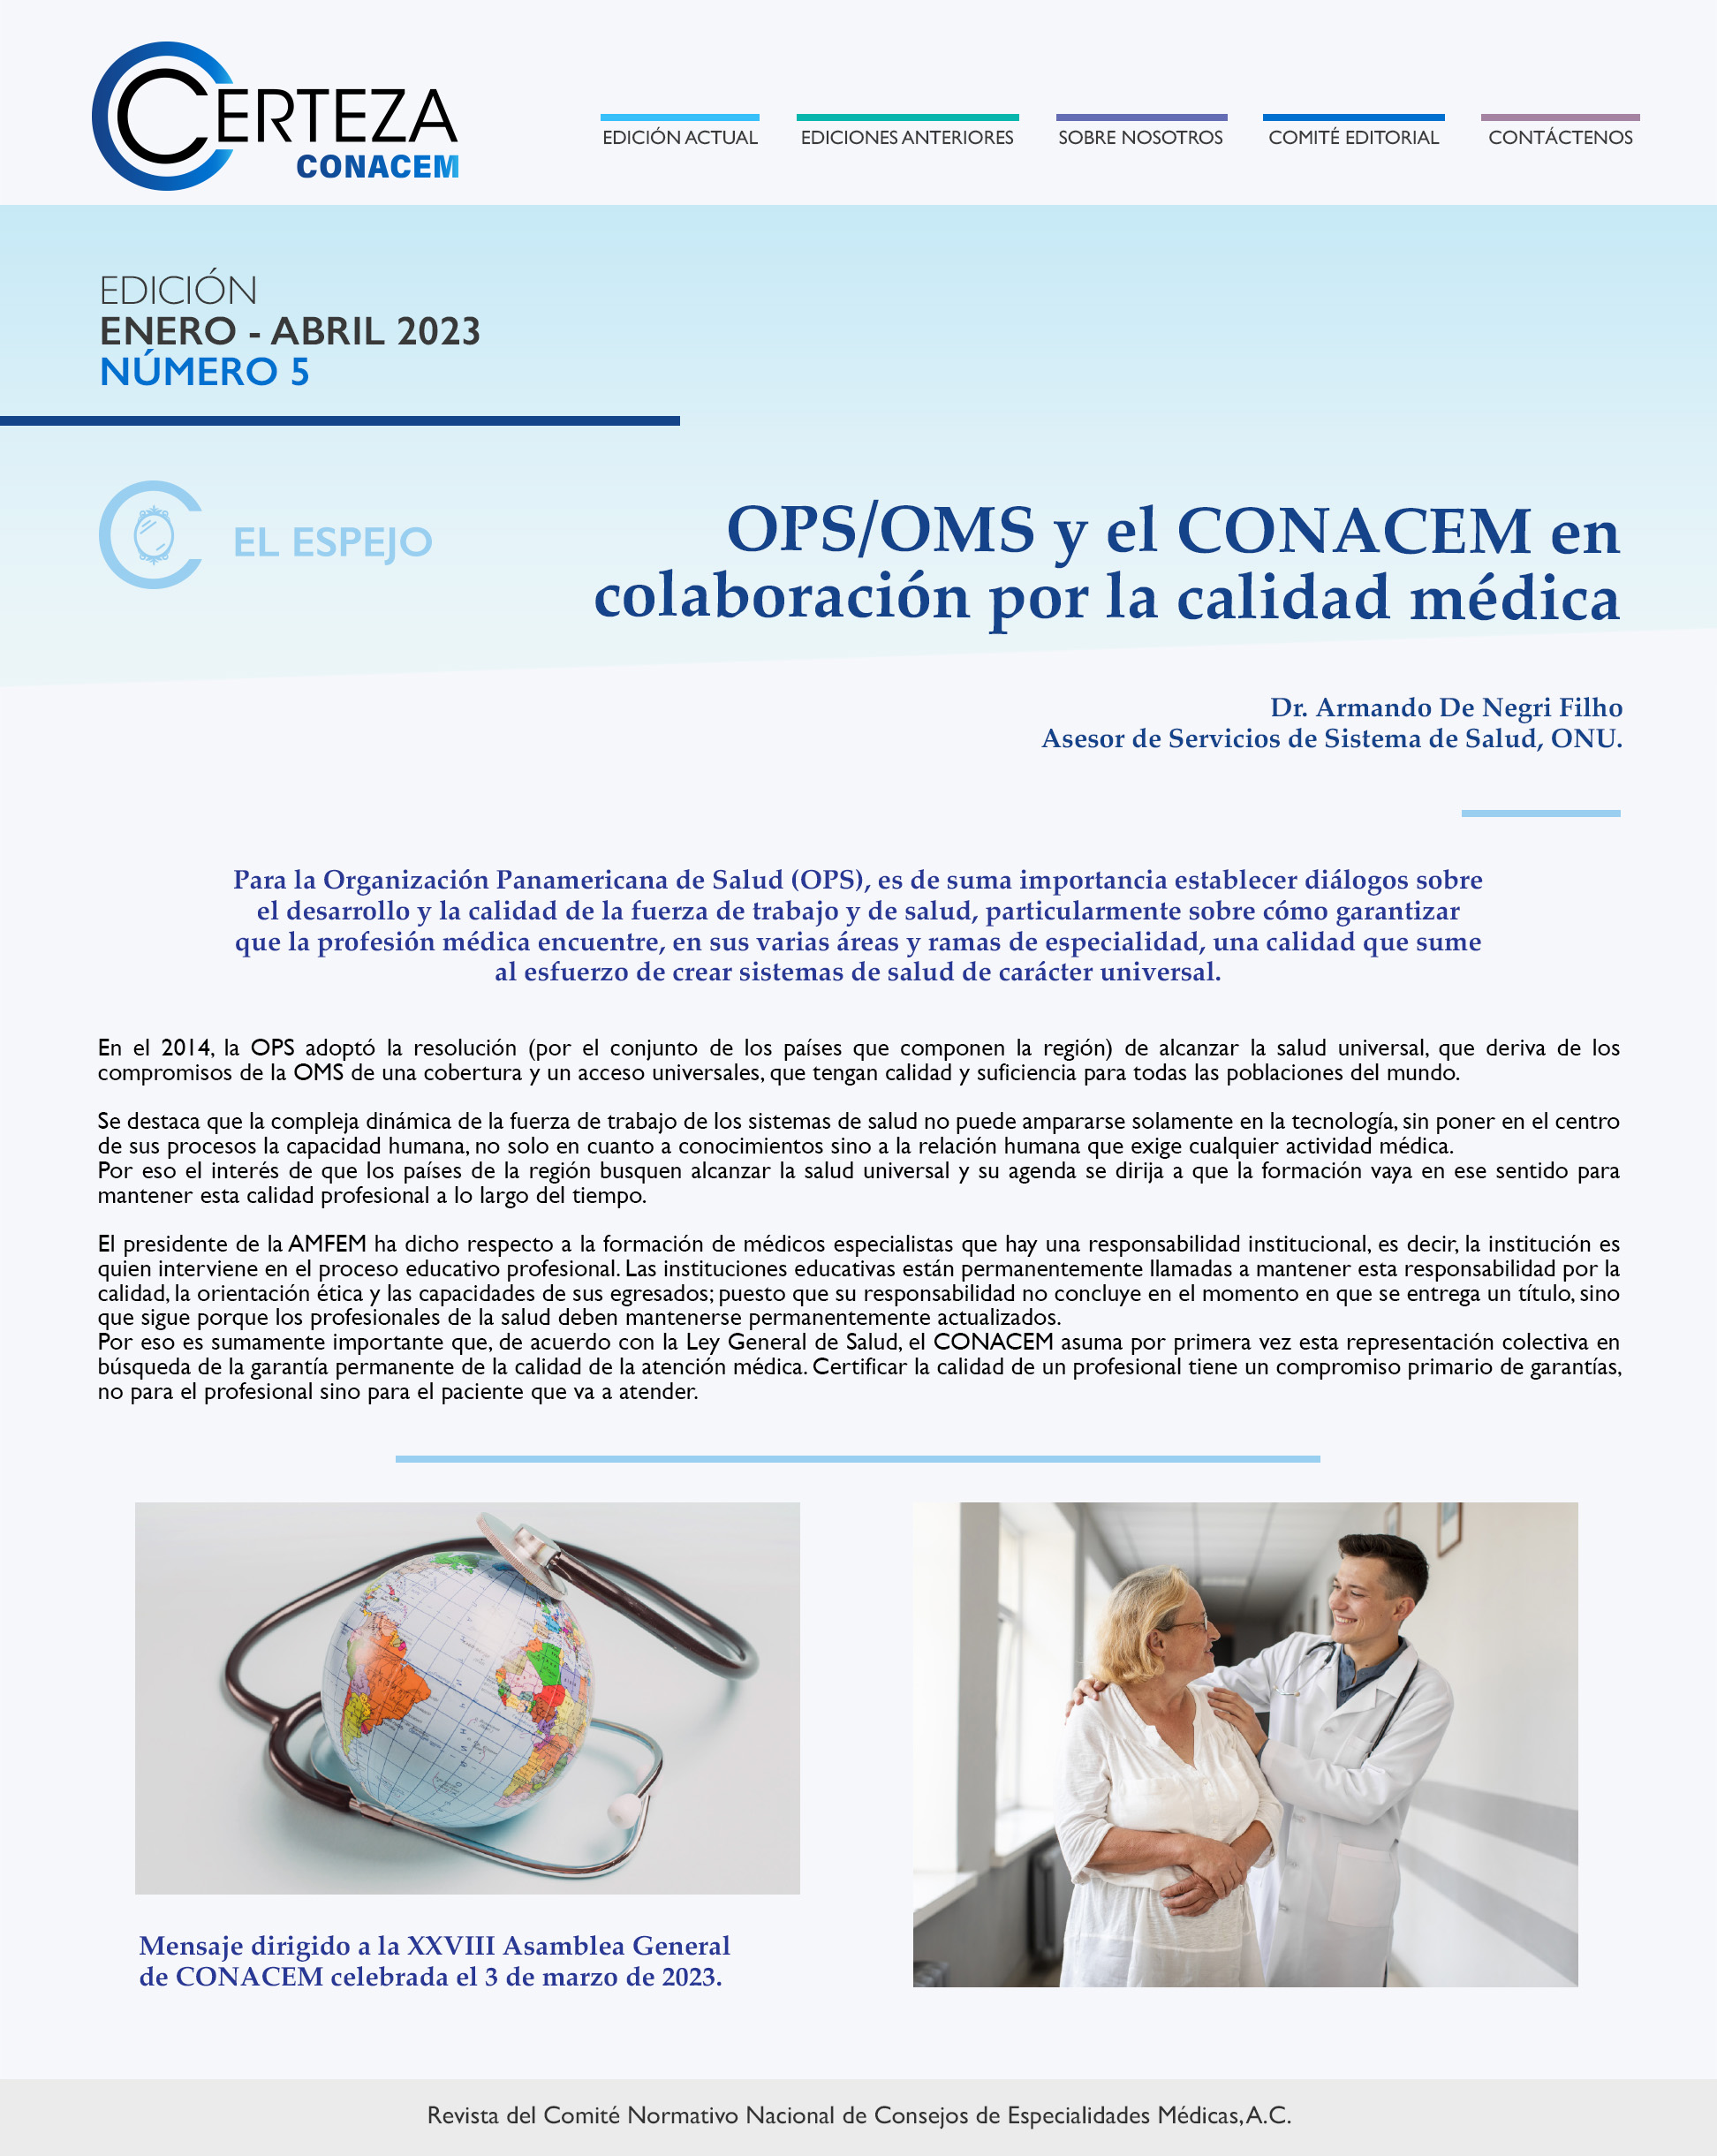 CERTEZA
CONACEM
EDICIÓN ACTUAL
EDICIONES ANTERIORES
SOBRE NOSOTROS
COMITÉ EDITORIAL
CONTÁCTENOS
EDICIÓN
ENERO - ABRIL 2023
NÚMERO 5
EL ESPEJO
OPS/OMS y el CONACEM en
colaboración por la calidad médica
Dr. Armando De Negri Filho
Asesor de Servicios de Sistema de Salud, ONU.
Para la Organización Panamericana de Salud (OPS), es de suma importancia establecer diálogos sobre
el desarrollo y la calidad de la fuerza de trabajo y de salud, particularmente sobre cómo garantizar
que la profesión médica encuentre, en sus varias áreas y ramas de especialidad, una calidad que sume
al esfuerzo de crear sistemas de salud de carácter universal.
En el 2014, la OPS adoptó la resolución (por el conjunto de los países que componen la región) de alcanzar la salud universal, que deriva de los
compromisos de la OMS de una cobertura y un acceso universales, que tengan calidad y suficiencia para todas las poblaciones del mundo.
Se destaca que la compleja dinámica de la fuerza de trabajo de los sistemas de salud no puede ampararse solamente en la tecnología, sin poner en el centro
de sus procesos la capacidad humana, no solo en cuanto a conocimientos sino a la relación humana que exige cualquier actividad médica.
Por eso el interés de que los países de la región busquen alcanzar la salud universal y su agenda se dirija a que la formación vaya en ese sentido para
mantener esta calidad profesional a lo largo del tiempo.
El presidente de la AMFEM ha dicho respecto a la formación de médicos especialistas que hay una responsabilidad institucional, es decir, la institución es
quien interviene en el proceso educativo profesional. Las instituciones educativas están permanentemente llamadas a mantener esta responsabilidad por la
calidad, la orientación ética y las capacidades de sus egresados; puesto que su responsabilidad no concluye en el momento en que se entrega un título, sino
que sigue porque los profesionales de la salud deben mantenerse permanentemente actualizados.
Por eso es sumamente importante que, de acuerdo con la Ley General de Salud, el CONACEM asuma por primera vez esta representación colectiva en
búsqueda de la garantía permanente de la calidad de la atención médica. Certificar la calidad de un profesional tiene un compromiso primario de garantías,
no para el profesional sino para el paciente que va a atender.
Mensaje dirigido a la XXVIII Asamblea General
de CONACEM celebrada el 3 de marzo de 2023.
Revista del Comité Normativo Nacional de Consejos de Especialidades Médicas, A.C.